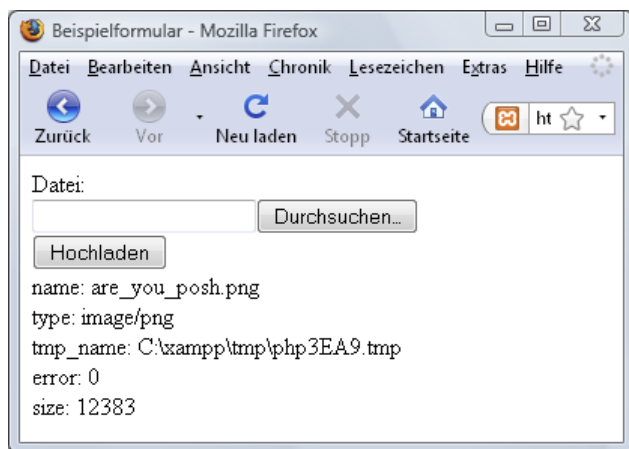 Beispielformular - Mozilla Firefox
Datei Bearbeiten Ansicht Chronik Lesezeichen Extras Hilfe
Zurück Vor Neu laden Stopp Startseite ht
Datei:
Durchsuchen...
Hochladen
name: are_you_posh.png
type: image/png
tmp_name: C:\xampp\tmp\php3EA9.tmp
error: 0
size: 12383